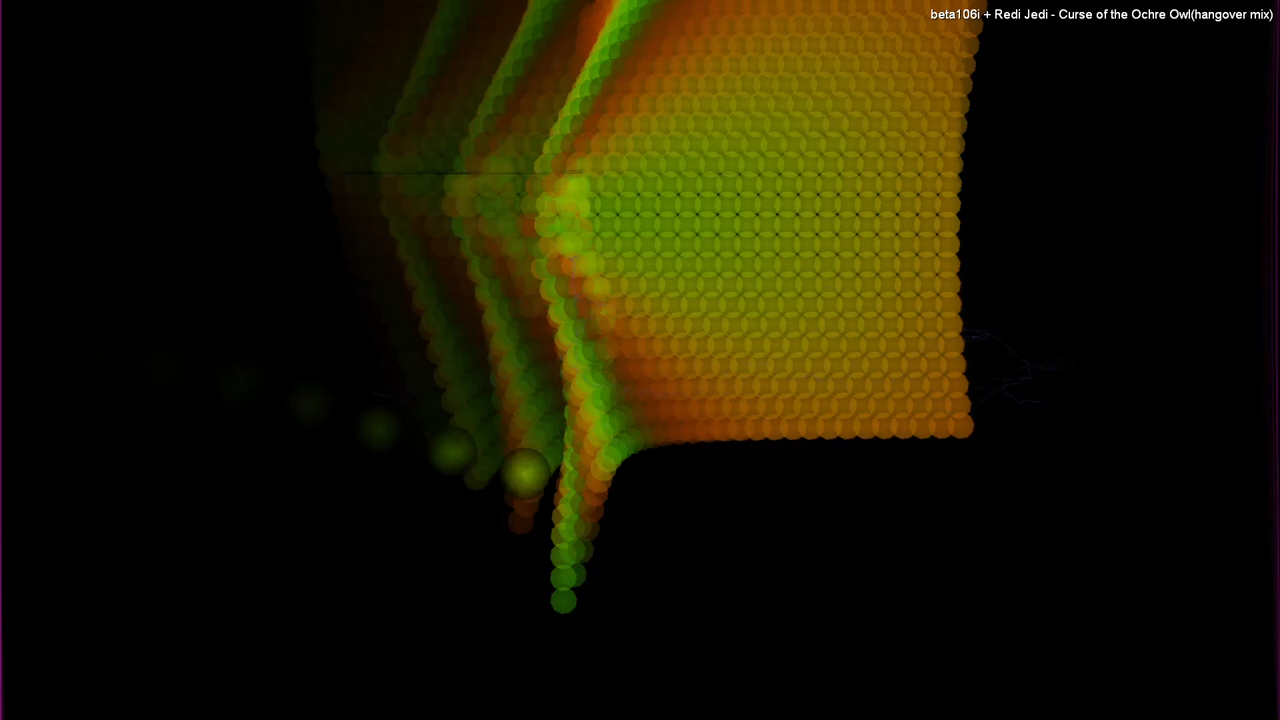 beta106i + Redi Jedi - Curse of the Ochre Owl(hangover mix)